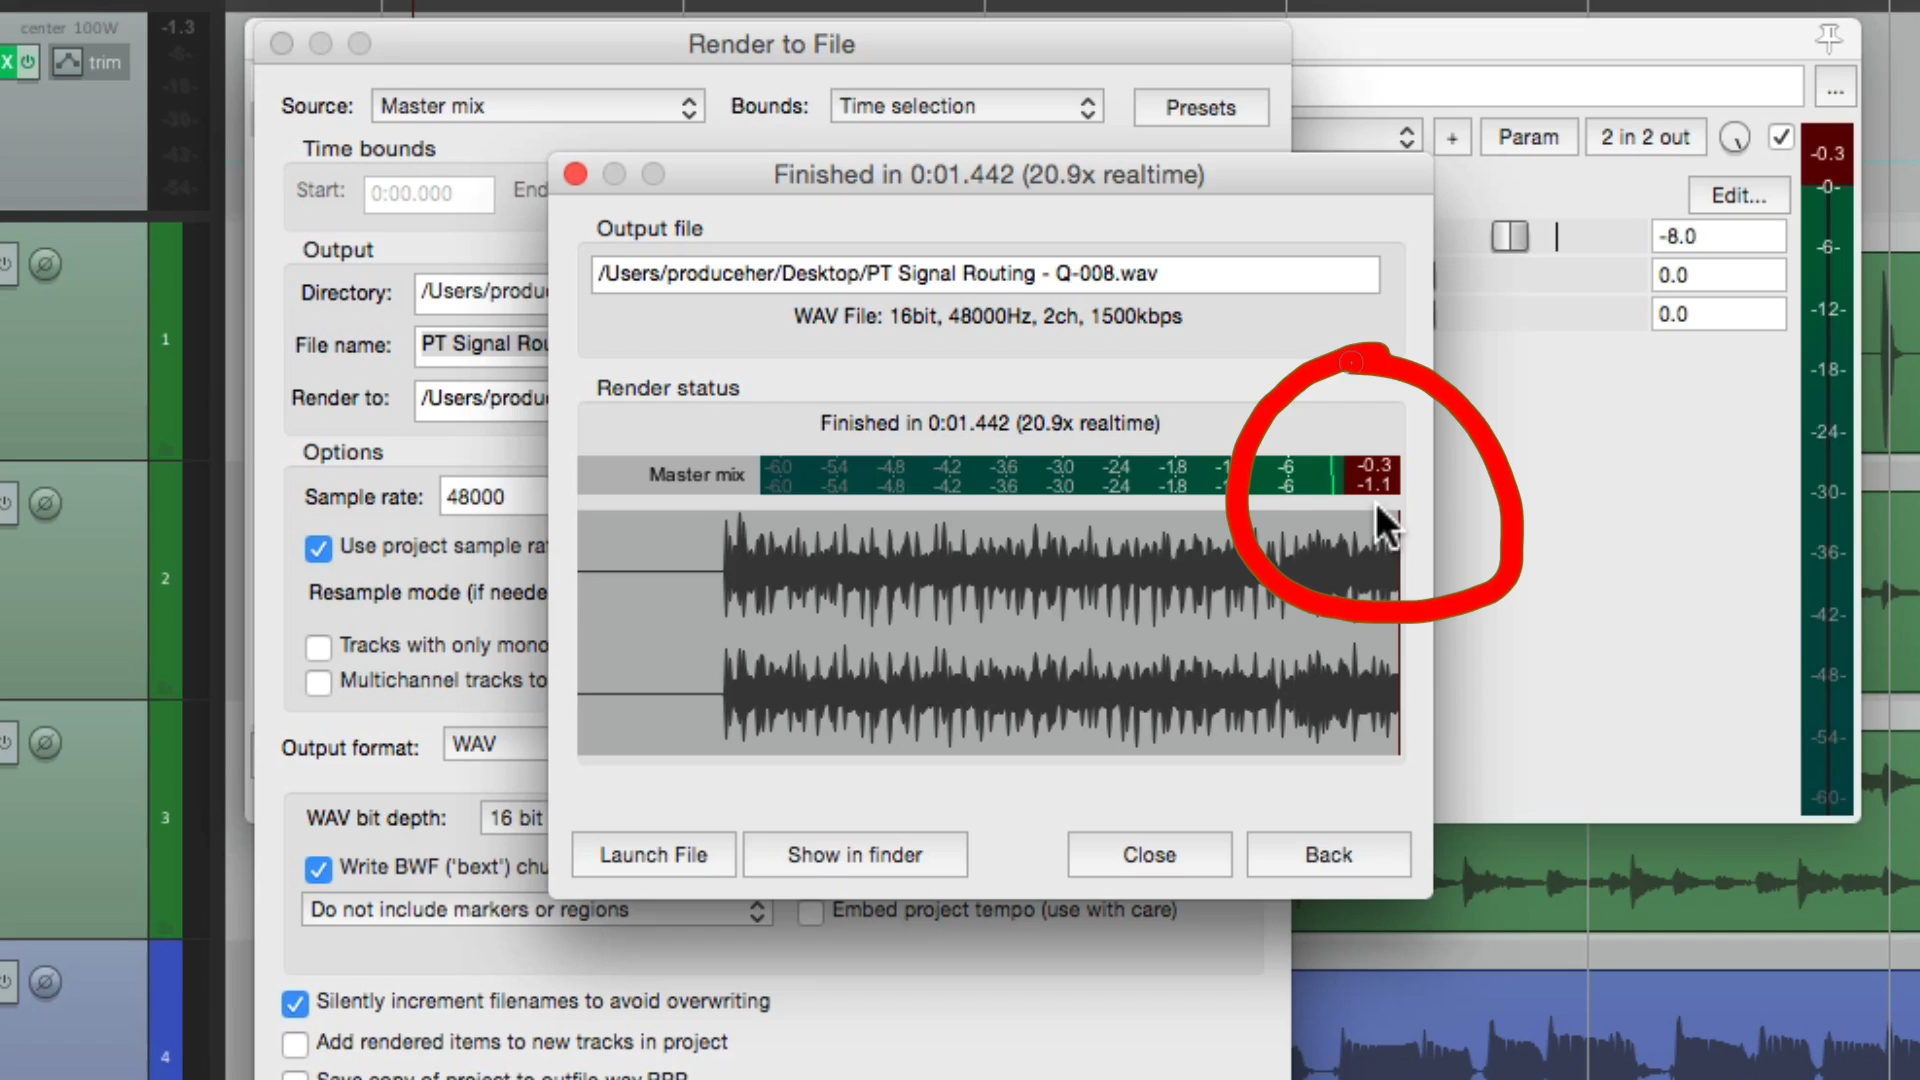 center 100W
-1.3
trim
Render to File
Source: Master mix Bounds: Time selection Presets
...
+ Param 2 in 2 out
-0.3
Time bounds
Start: 0:00.000 End
Edit...
Finished in 0:01.442 (20.9x realtime)
-0-
Output file
-8.0
-6-
Output
/Users/produceher/Desktop/PT Signal Routing - Q-008.wav
0.0
Directory: /Users/produ
WAV File: 16bit, 48000Hz, 2ch, 1500kbps
0.0
-12-
File name: PT Signal Rou
1
-18-
Render status
Render to: /Users/produ
Finished in 0:01.442 (20.9x realtime)
-24-
Options
Master mix
-60 -54 -48 -42 -36 -30 -24 -18 -1 -6 -0.3
-60 -54 -48 -42 -36 -30 -24 -18 -1 -6 -1.1
Sample rate: 48000
-30-
Use project sample ra
-36-
2
Resample mode (if neede
-42-
Tracks with only mono
Multichannel tracks to
-48-
Output format: WAV
-54-
WAV bit depth: 16 bit
3
-60-
Launch File Show in finder Close Back
Write BWF ('bext') chu
Do not include markers or regions
Embed project tempo (use with care)
Silently increment filenames to avoid overwriting
Add rendered items to new tracks in project
4